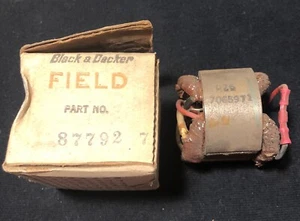 Black & Decker
FIELD
PART NO.
87792 7
B&D